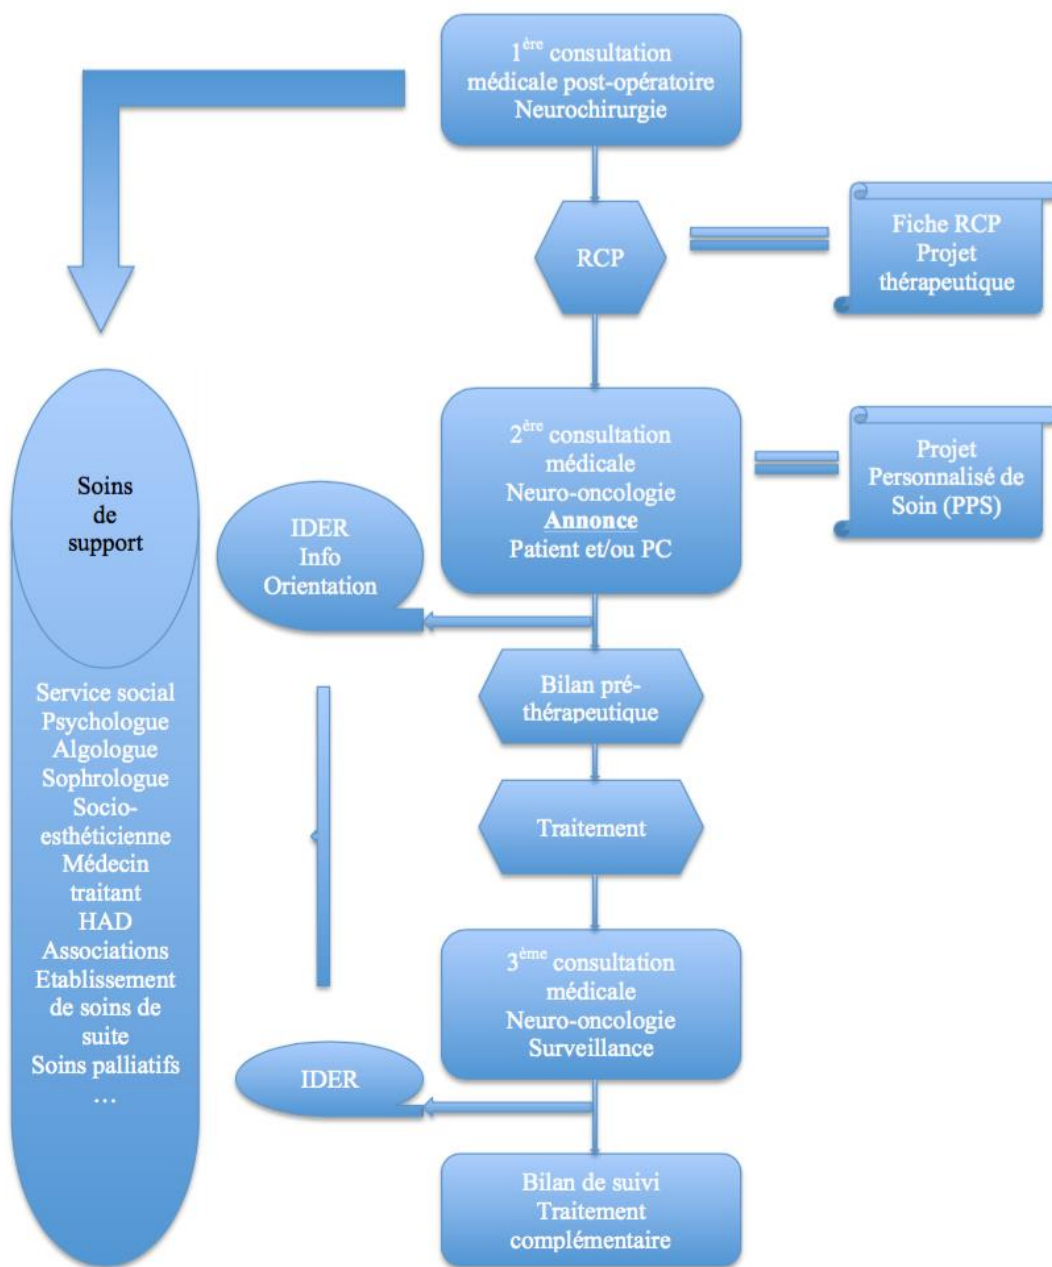 1ère consultation
médicale post-opératoire
Neurochirurgie
RCP
Fiche RCP
Projet
thérapeutique
2ère consultation
médicale
Neuro-oncologie
Annonce
Patient et/ou PC
Projet
Personnalisé de
Soin (PPS)
IDER
Info
Orientation
Soins
de
support
Service social
Psychologue
Algologue
Sophrologue
Socio-
esthéticienne
Médecin
traitant
HAD
Associations
Etablissement
de soins de
suite
Soins palliatifs
…
Bilan pré-
thérapeutique
Traitement
3ème consultation
médicale
Neuro-oncologie
Surveillance
IDER
Bilan de suivi
Traitement
complémentaire